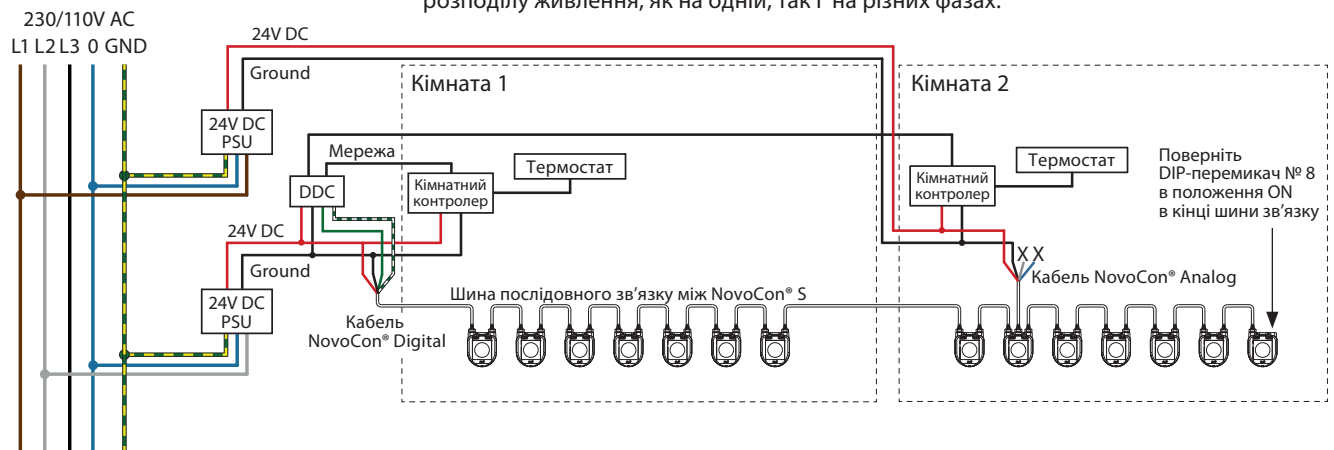 розподілу живлення, як на одній, так і на різних фазах.
230/110V AC
L1 L2 L3 0 GND
24V DC
Ground
Кімната 1
Кімната 2
24V DC
PSU
Мережа
Термостат
Термостат
DDC
Кімнатний
контролер
Кімнатний
контролер
Поверніть
DIP-перемикач № 8
в положення ON
в кінці шини зв’язку
24V DC
Ground
X X
Кабель NovoCon® Analog
24V DC
PSU
Шина послідовного зв’язку між NovoCon® S
Кабель
NovoCon® Digital